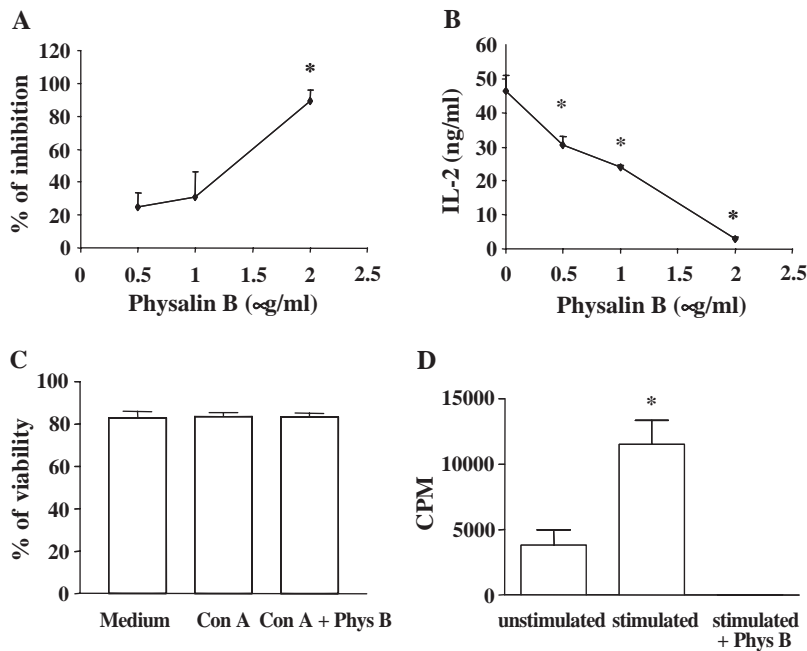 A
120
100
80
60
40
20
0
% of inhibition
*
0 0.5 1 1.5 2 2.5
Physalin B (∝g/ml)
B
60
50
40
30
20
10
0
IL-2 (ng/ml)
*
*
*
0 0.5 1 1.5 2 2.5
Physalin B (∝g/ml)
C
100
80
60
40
20
0
% of viability
Medium Con A Con A + Phys B
D
15000
10000
5000
0
CPM
*
unstimulated stimulated stimulated
+ Phys B